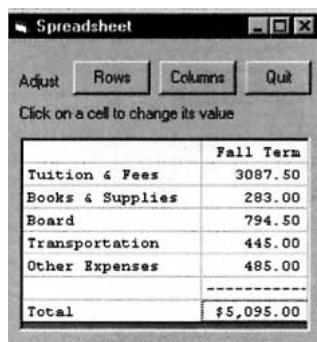 Spreadsheet
Adjust Rows Columns Quit
Click on a cell to change its value
Fall Term
Tuition & Fees 3087.50
Books & Supplies 283.00
Board 794.50
Transportation 445.00
Other Expenses 485.00
-----------
Total $5,095.00